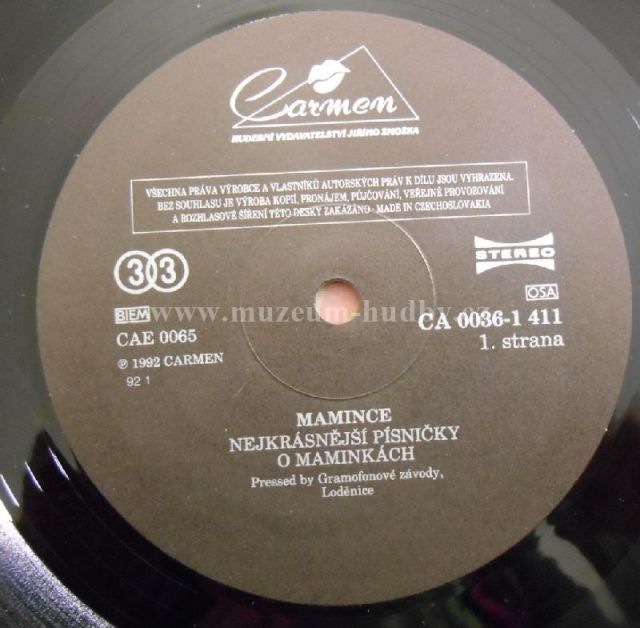 Carmen
HUDEBNÍ VYDAVATELSTVÍ JIŘÍHO ZMOŽKA
VŠECHNA PRÁVA VÝROBCE A VLASTNÍKŮ AUTORSKÝCH PRÁV K DÍLU JSOU VYHRAZENA.
BEZ SOUHLASU JE VÝROBA KOPIÍ, PRONÁJEM, PŮJČOVÁNÍ, VEŘEJNÉ PROVOZOVÁNÍ
A ROZHLASOVÉ ŠÍŘENÍ TÉTO DESKY ZAKÁZÁNO - MADE IN CZECHOSLOVAKIA
33
STEREO
BIEM
OSA
www.muzeum-hudby.cz
CAE 0065
CA 0036-1 411
℗ 1992 CARMEN
1. strana
92 1
MAMINCE
NEJKRÁSNĚJŠÍ PÍSNIČKY
O MAMINKÁCH
Pressed by Gramofonové závody,
Loděnice